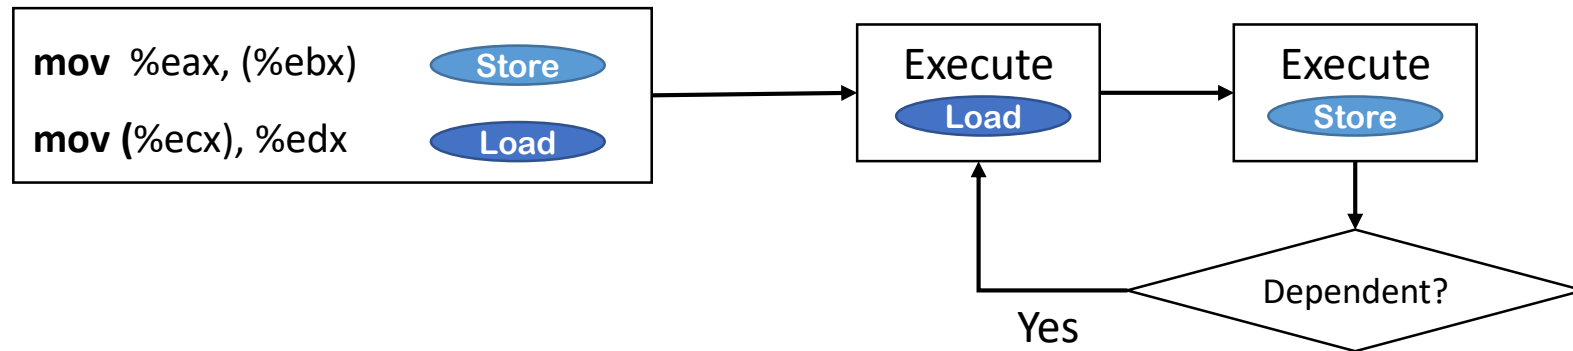 mov %eax, (%ebx) Store
mov (%ecx), %edx Load
Execute
Load
Execute
Store
Dependent?
Yes